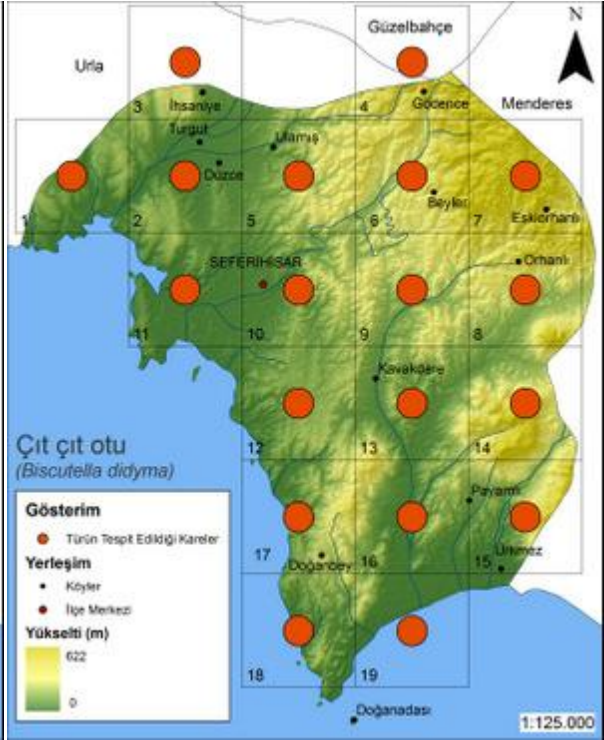 Güzelbahçe
N
Urla
3
İhsaniye
4
Gödence
Menderes
Turgut
Ulamış
Düzce
Beyler
Eskiorhanlı
1
2
5
6
7
SEFERİHİSAR
Orhanlı
11
10
9
8
Kavakdere
Çıt çıt otu
(Biscutella didyma)
12
13
14
Gösterim
Türün Tespit Edildiği Kareler
Yerleşim
Köyler
İlçe Merkezi
Yükselti (m)
622
0
Payamlı
17
Doğanbey
16
15
Ürkmez
18
19
Doğanadası
1:125.000